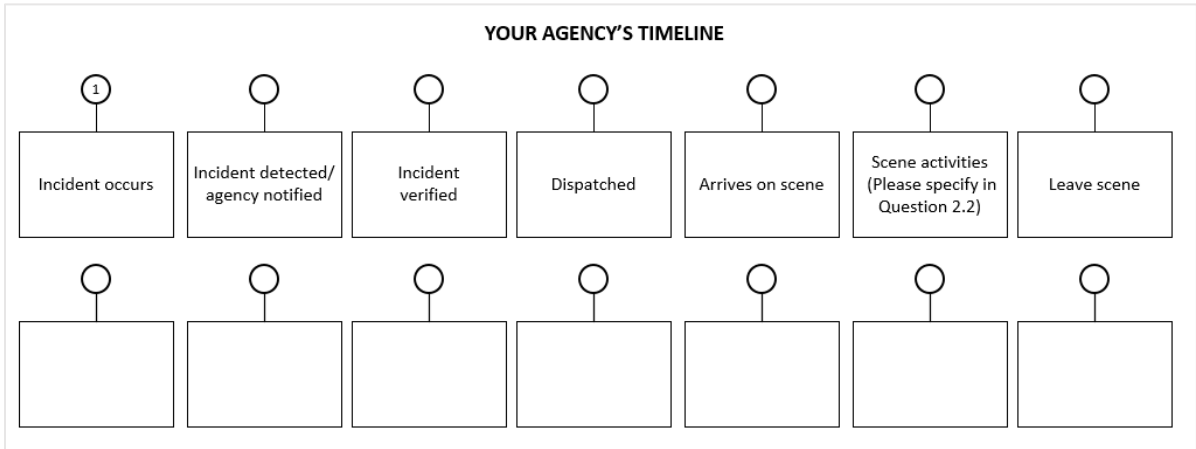 YOUR AGENCY'S TIMELINE
1
Incident occurs
Incident detected/
agency notified
Incident
verified
Dispatched
Arrives on scene
Scene activities
(Please specify in
Question 2.2)
Leave scene